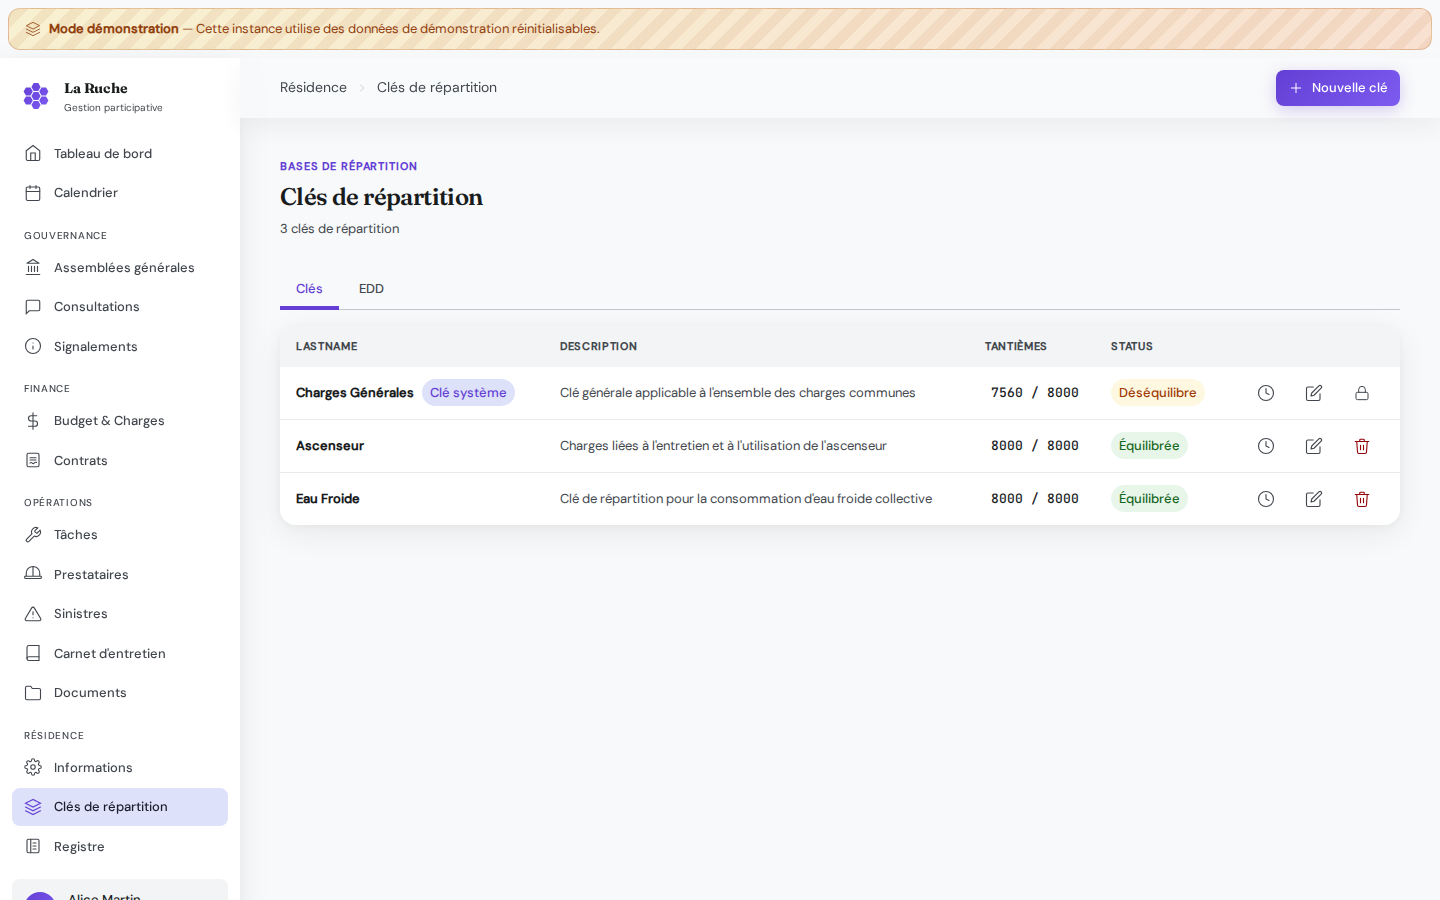 Mode démonstration — Cette instance utilise des données de démonstration réinitialisables.
La Ruche
Gestion participative
Tableau de bord
Calendrier
GOUVERNANCE
Assemblées générales
Consultations
Signalements
FINANCE
Budget & Charges
Contrats
OPÉRATIONS
Tâches
Prestataires
Sinistres
Carnet d'entretien
Documents
RÉSIDENCE
Informations
Clés de répartition
Registre
Alice Martin
Résidence > Clés de répartition
Nouvelle clé
BASES DE RÉPARTITION
Clés de répartition
3 clés de répartition
Clés EDD
LASTNAME DESCRIPTION TANTIÈMES STATUS
Charges Générales Clé système Clé générale applicable à l'ensemble des charges communes 7560 / 8000 Déséquilibre
Ascenseur Charges liées à l'entretien et à l'utilisation de l'ascenseur 8000 / 8000 Équilibrée
Eau Froide Clé de répartition pour la consommation d'eau froide collective 8000 / 8000 Équilibrée